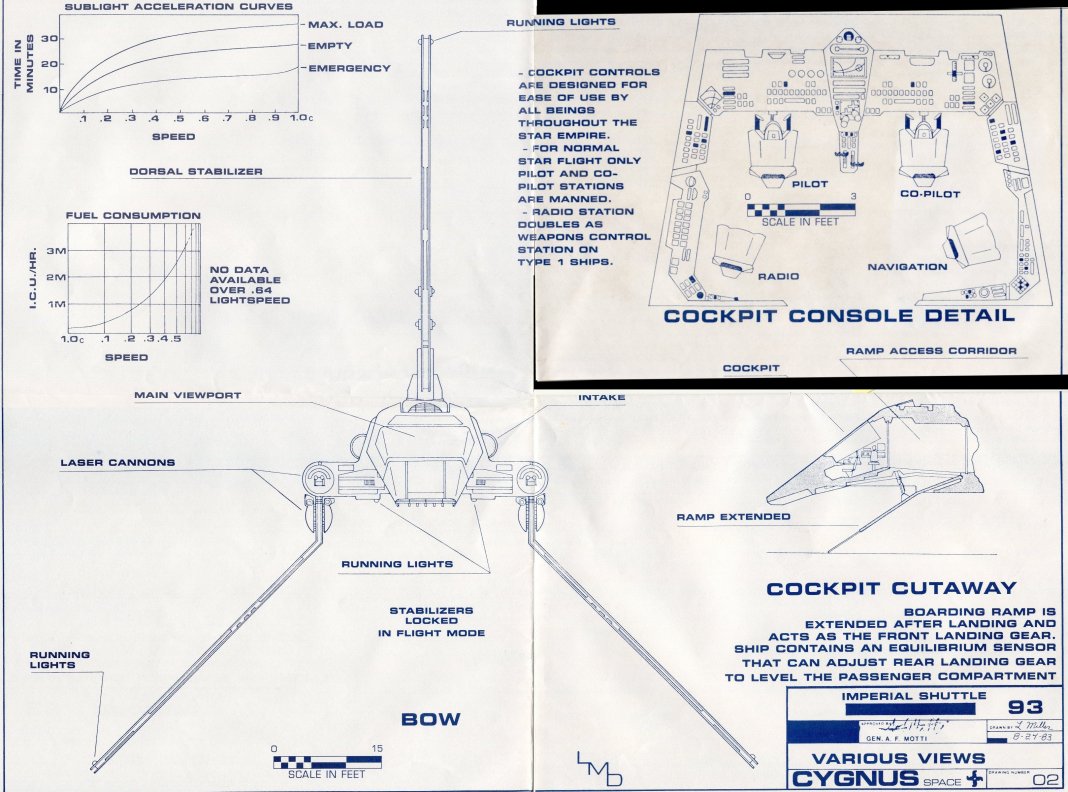 SUBLIGHT ACCELERATION CURVES
TIME IN
MINUTES
30
20
10
MAX. LOAD
EMPTY
EMERGENCY
.1 .2 .3 .4 .5 .6 .7 .8 .9 1.0c
SPEED
DORSAL STABILIZER
FUEL CONSUMPTION
I.C.U./HR.
3M
2M
1M
NO DATA
AVAILABLE
OVER .64
LIGHTSPEED
1.0c .1 .2 .3 .4 .5
SPEED
RUNNING LIGHTS
- COCKPIT CONTROLS
ARE DESIGNED FOR
EASE OF USE BY
ALL BEINGS
THROUGHOUT THE
STAR EMPIRE.
- FOR NORMAL
STAR FLIGHT ONLY
PILOT AND CO-
PILOT STATIONS
ARE MANNED.
- RADIO STATION
DOUBLES AS
WEAPONS CONTROL
STATION ON
TYPE 1 SHIPS.
PILOT
CO-PILOT
0 3
SCALE IN FEET
RADIO
NAVIGATION
COCKPIT CONSOLE DETAIL
RAMP ACCESS CORRIDOR
COCKPIT
MAIN VIEWPORT
INTAKE
LASER CANNONS
RAMP EXTENDED
RUNNING LIGHTS
STABILIZERS
LOCKED
IN FLIGHT MODE
RUNNING
LIGHTS
BOW
0 15
SCALE IN FEET
COCKPIT CUTAWAY
BOARDING RAMP IS
EXTENDED AFTER LANDING AND
ACTS AS THE FRONT LANDING GEAR.
SHIP CONTAINS AN EQUILIBRIUM SENSOR
THAT CAN ADJUST REAR LANDING GEAR
TO LEVEL THE PASSENGER COMPARTMENT
IMPERIAL SHUTTLE
93
APPROVED BY
GEN. A. F. MOTTI
DRAWN BY L Miller
8-24-83
VARIOUS VIEWS
CYGNUS SPACE
DRAWING NUMBER
02
LMD